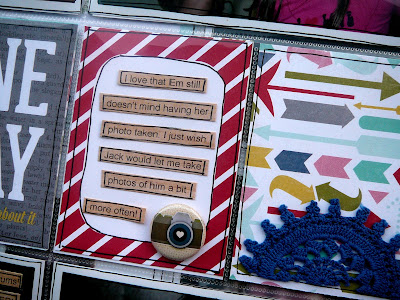 NE
AY
about it
I love that Em still
doesn't mind having her
photo taken. I just wish
Jack would let me take
photos of him a bit
more often!